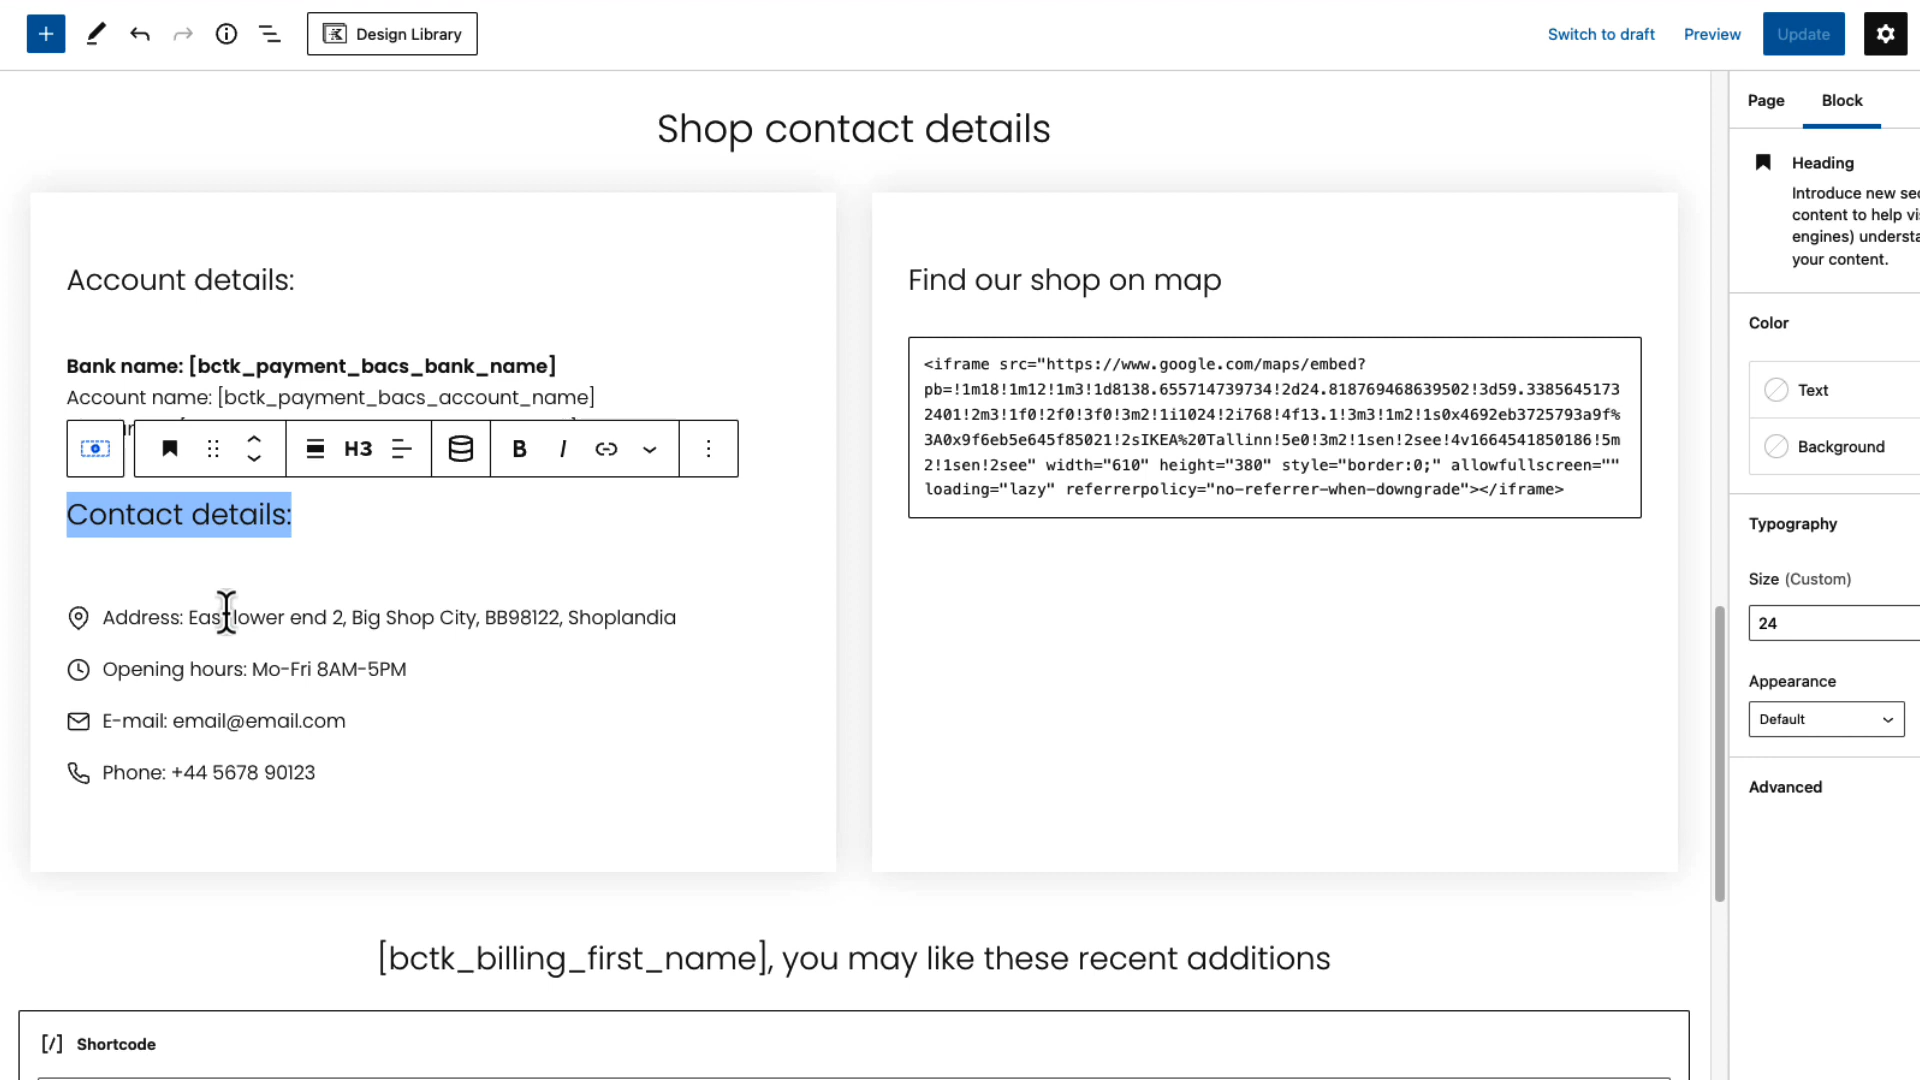 Design Library
Switch to draft
Preview
Update
Page
Block
Shop contact details
Heading
Introduce new sec
content to help vi
engines) understa
your content.
Account details:
Bank name: [bctk_payment_bacs_bank_name]
Account name: [bctk_payment_bacs_account_name]
H3
B
I
Contact details:
Address: East lower end 2, Big Shop City, BB98122, Shoplandia
Opening hours: Mo-Fri 8AM-5PM
E-mail: email@email.com
Phone: +44 5678 90123
Find our shop on map
<iframe src="https://www.google.com/maps/embed?
pb=!1m18!1m12!1m3!1d8138.655714739734!2d24.818769468639502!3d59.3385645173
2401!2m3!1f0!2f0!3f0!3m2!1i1024!2i768!4f13.1!3m3!1m2!1s0x4692eb3725793a9f%
3A0x9f6eb5e645f85021!2sIKEA%20Tallinn!5e0!3m2!1sen!2see!4v1664541850186!5m
2!1sen!2see" width="610" height="380" style="border:0;" allowfullscreen=""
loading="lazy" referrerpolicy="no-referrer-when-downgrade"></iframe>
Color
Text
Background
Typography
Size (Custom)
24
Appearance
Default
Advanced
[bctk_billing_first_name], you may like these recent additions
[/] Shortcode